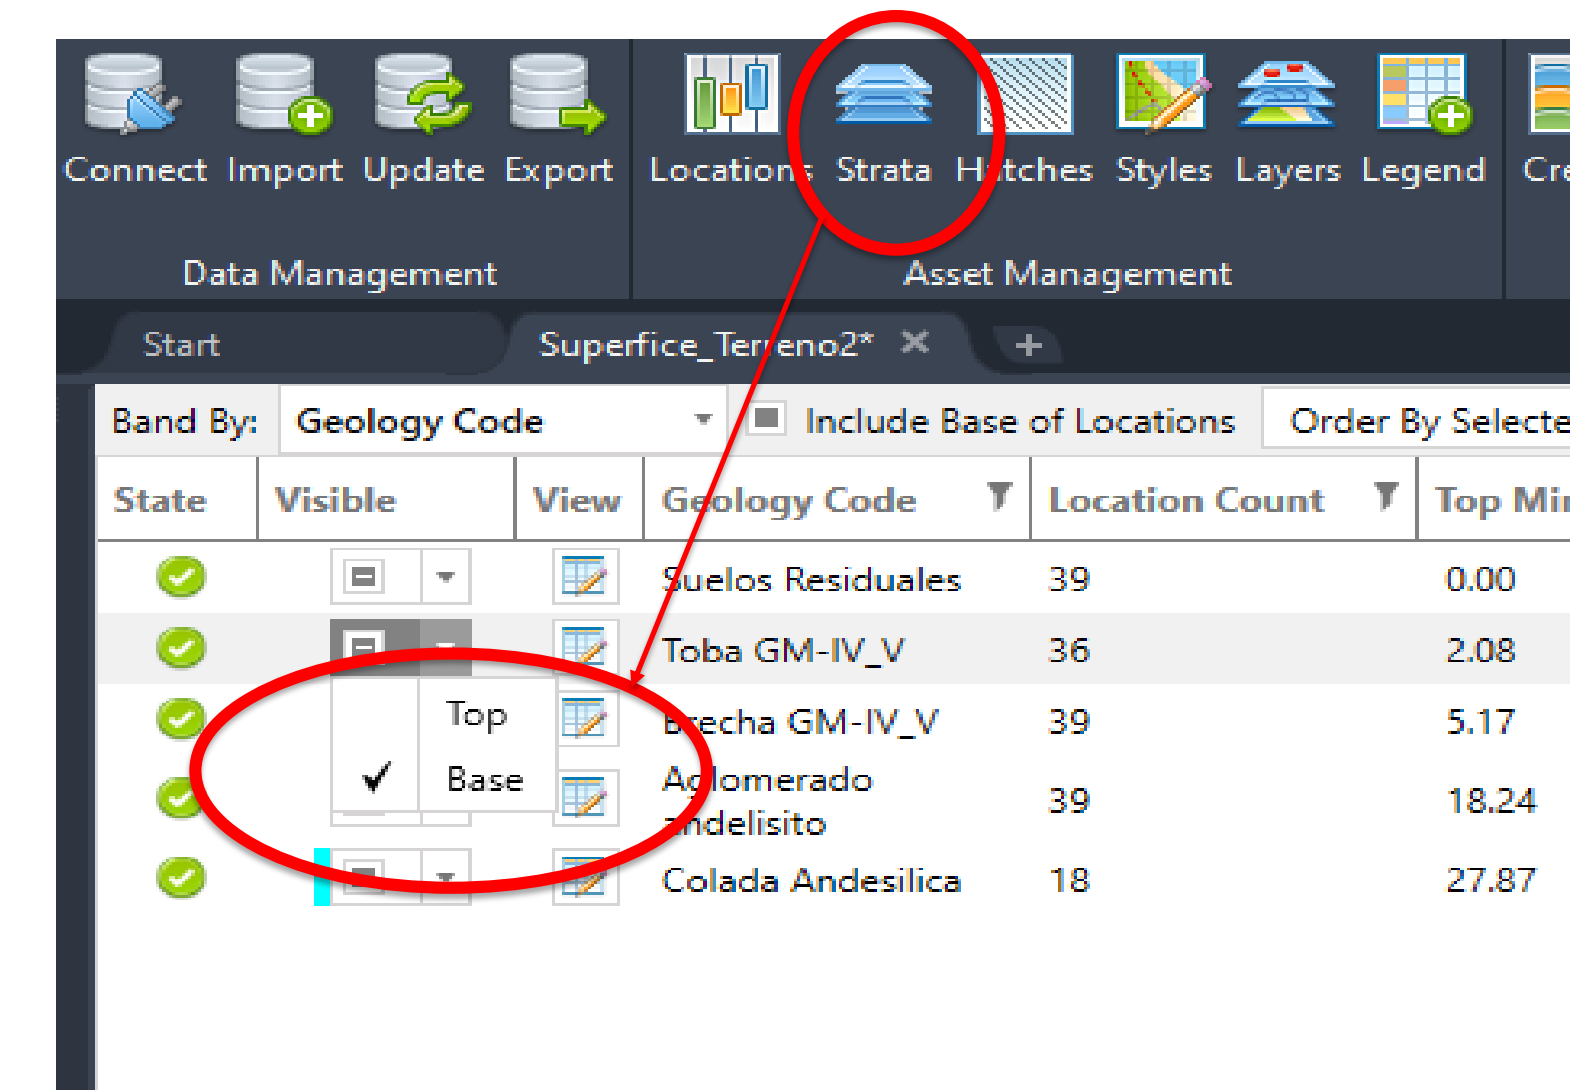 Connect Import Update Export Locations Strata Hatches Styles Layers Legend
Data Management Asset Management
Start Superfice_Terreno2*
Band By: Geology Code Include Base of Locations Order By
State Visible View Geology Code Location Count Top
Suelos Residuales 39 0.00
Toba GM-IV_V 36 2.08
Top
Brecha GM-IV_V 39 5.17
Base
Aglomerado
andelisito 39 18.24
Colada Andesilica 18 27.87